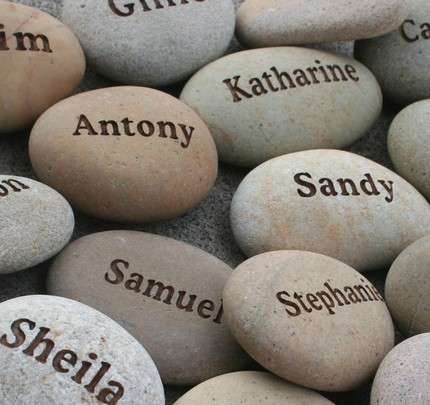 Katharine
Antony
Sandy
Samuel
Stephanie
Sheila